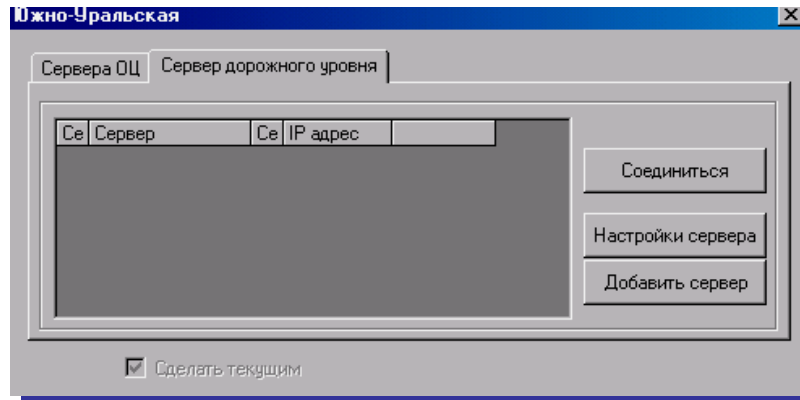 Южно-Уральская
Сервера ОЦ Сервер дорожного уровня
Се Сервер Се IP адрес
Соединиться
Настройки сервера
Добавить сервер
Сделать текущим